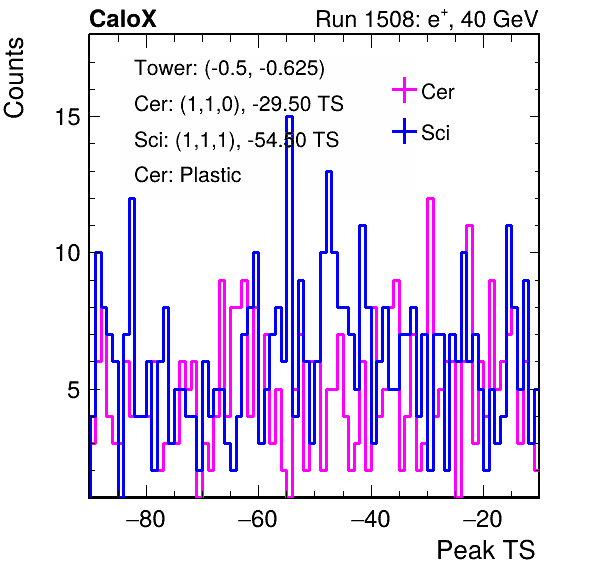 CaloX Run 1508: e⁺, 40 GeV
Counts
Tower: (-0.5, -0.625)
Cer: (1,1,0), -29.50 TS
Sci: (1,1,1), -54.50 TS
Cer: Plastic
Cer
Sci
15
10
5
−80 −60 −40 −20
Peak TS